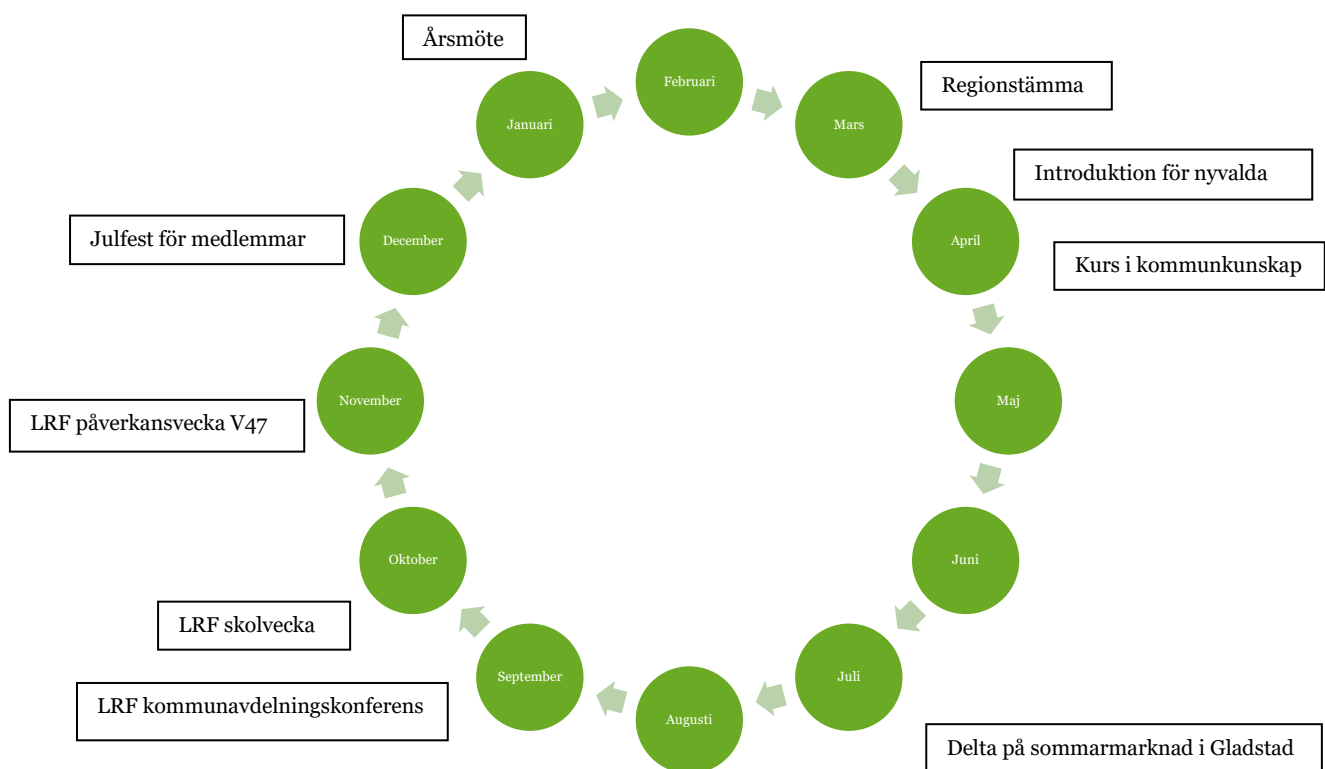 Årsmöte
Februari
Januari
Mars
Regionstämma
Introduktion för nyvalda
Julfest för medlemmar
December
April
Kurs i kommunkunskap
LRF påverkansvecka V47
November
Maj
Oktober
Juni
LRF skolvecka
September
Juli
LRF kommunavdelningskonferens
Augusti
Delta på sommarmarknad i Gladstad